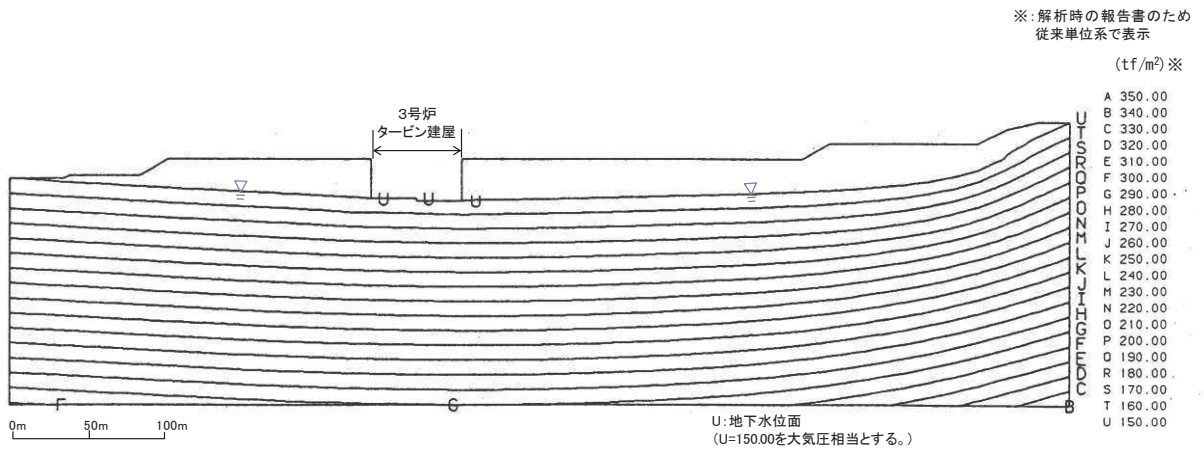 ※:解析時の報告書のため
従来単位系で表示
(tf/m²)※
A 350.00
B 340.00
C 330.00
D 320.00
E 310.00
F 300.00
G 290.00
H 280.00
I 270.00
J 260.00
K 250.00
L 240.00
M 230.00
N 220.00
O 210.00
P 200.00
Q 190.00
R 180.00
S 170.00
T 160.00
U 150.00
3号炉
タービン建屋
U U U
U
T
S
R
Q
P
O
N
M
L
K
J
I
H
G
F
E
D
C
B
F G
0m 50m 100m
U:地下水位面
(U=150.00を大気圧相当とする。)